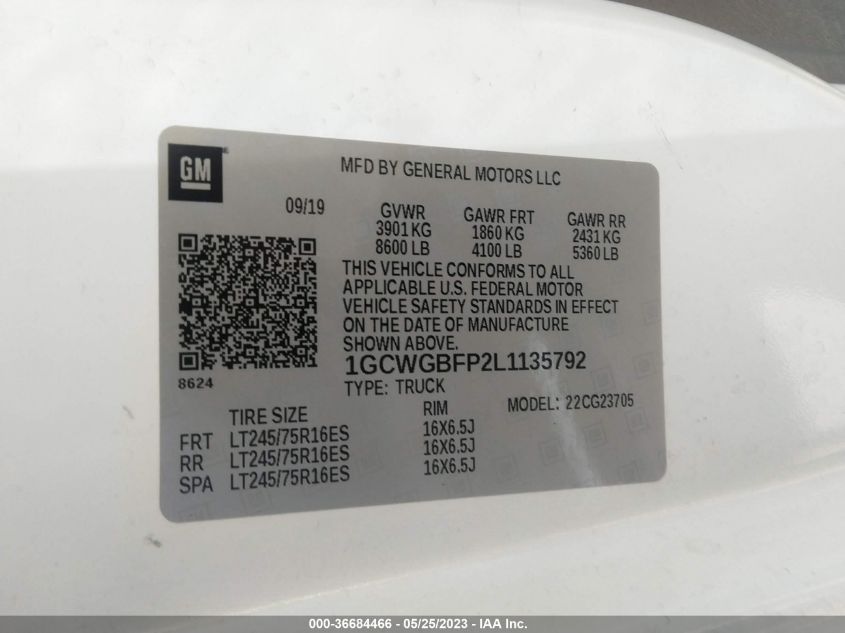 GM
MFD BY GENERAL MOTORS LLC
09/19
GVWR GAWR FRT GAWR RR
3901 KG 1860 KG 2431 KG
8600 LB 4100 LB 5360 LB
THIS VEHICLE CONFORMS TO ALL
APPLICABLE U.S. FEDERAL MOTOR
VEHICLE SAFETY STANDARDS IN EFFECT
ON THE DATE OF MANUFACTURE
SHOWN ABOVE.
1GCWGBFP2L1135792
8624
TYPE: TRUCK
MODEL: 22CG23705
TIRE SIZE RIM
FRT LT245/75R16ES 16X6.5J
RR LT245/75R16ES 16X6.5J
SPA LT245/75R16ES 16X6.5J
000-36684466 - 05/25/2023 - IAA Inc.